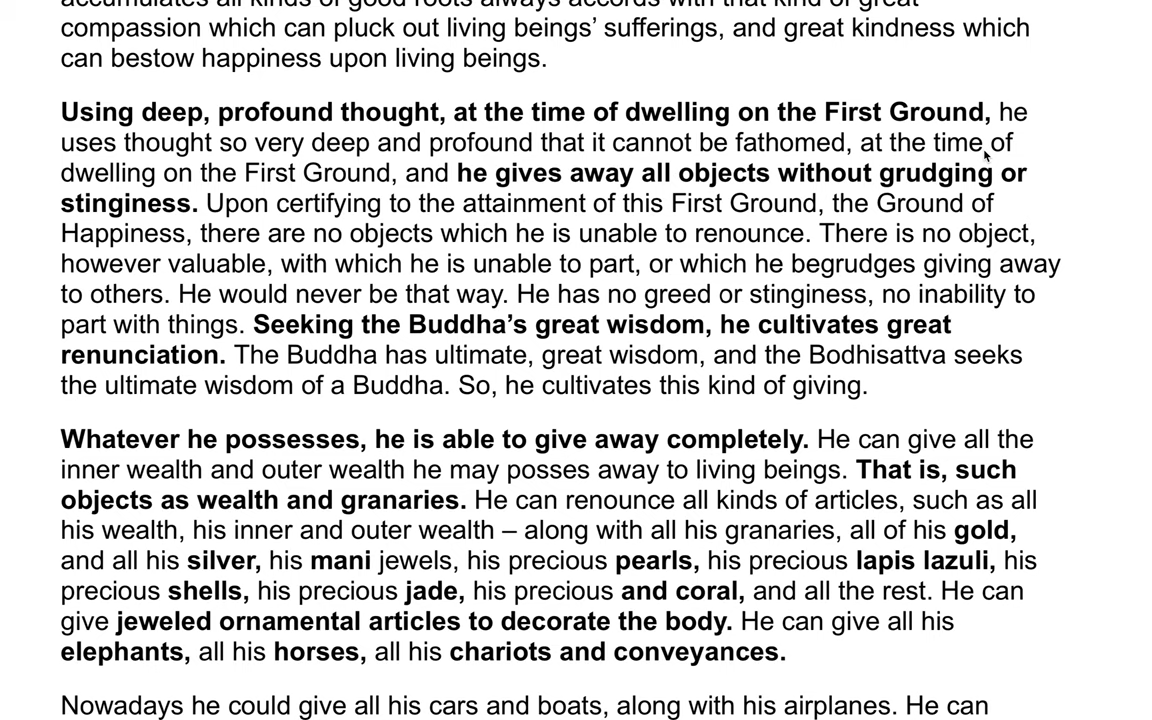 accumulates all kinds of good roots always accords with that kind of great
compassion which can pluck out living beings’ sufferings, and great kindness which
can bestow happiness upon living beings.
Using deep, profound thought, at the time of dwelling on the First Ground, he
uses thought so very deep and profound that it cannot be fathomed, at the time of
dwelling on the First Ground, and he gives away all objects without grudging or
stinginess. Upon certifying to the attainment of this First Ground, the Ground of
Happiness, there are no objects which he is unable to renounce. There is no object,
however valuable, with which he is unable to part, or which he begrudges giving away
to others. He would never be that way. He has no greed or stinginess, no inability to
part with things. Seeking the Buddha’s great wisdom, he cultivates great
renunciation. The Buddha has ultimate, great wisdom, and the Bodhisattva seeks
the ultimate wisdom of a Buddha. So, he cultivates this kind of giving.
Whatever he possesses, he is able to give away completely. He can give all the
inner wealth and outer wealth he may posses away to living beings. That is, such
objects as wealth and granaries. He can renounce all kinds of articles, such as all
his wealth, his inner and outer wealth – along with all his granaries, all of his gold,
and all his silver, his mani jewels, his precious pearls, his precious lapis lazuli, his
precious shells, his precious jade, his precious and coral, and all the rest. He can
give jeweled ornamental articles to decorate the body. He can give all his
elephants, all his horses, all his chariots and conveyances.
Nowadays he could give all his cars and boats, along with his airplanes. He can